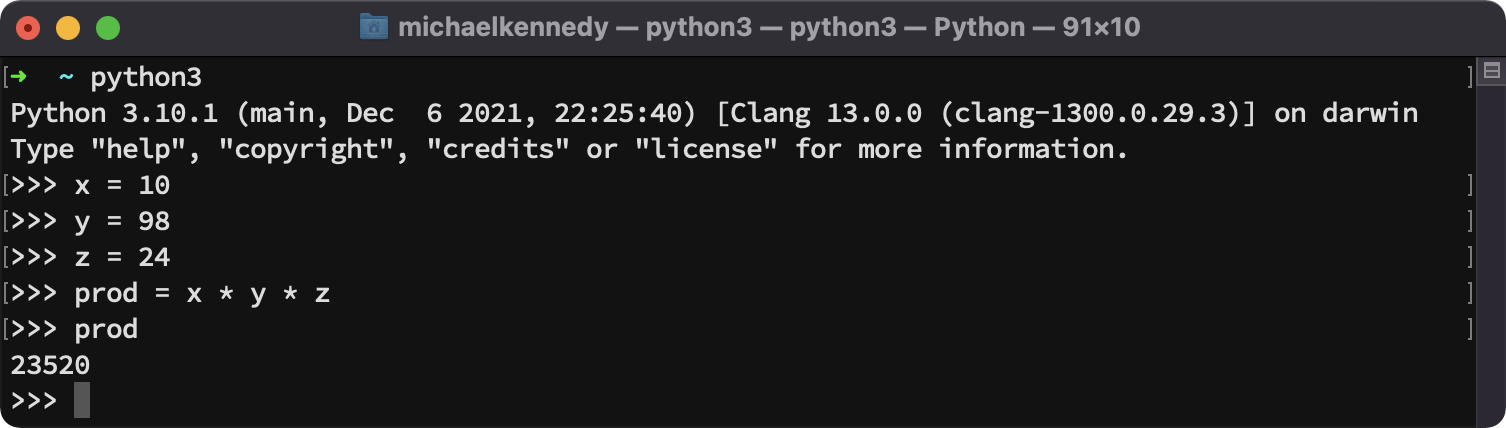 michaelkennedy — python3 — python3 — Python — 91×10
[➜  ~ python3 ]
Python 3.10.1 (main, Dec  6 2021, 22:25:40) [Clang 13.0.0 (clang-1300.0.29.3)] on darwin
Type "help", "copyright", "credits" or "license" for more information.
[>>> x = 10 ]
[>>> y = 98 ]
[>>> z = 24 ]
[>>> prod = x * y * z ]
[>>> prod ]
23520
>>>